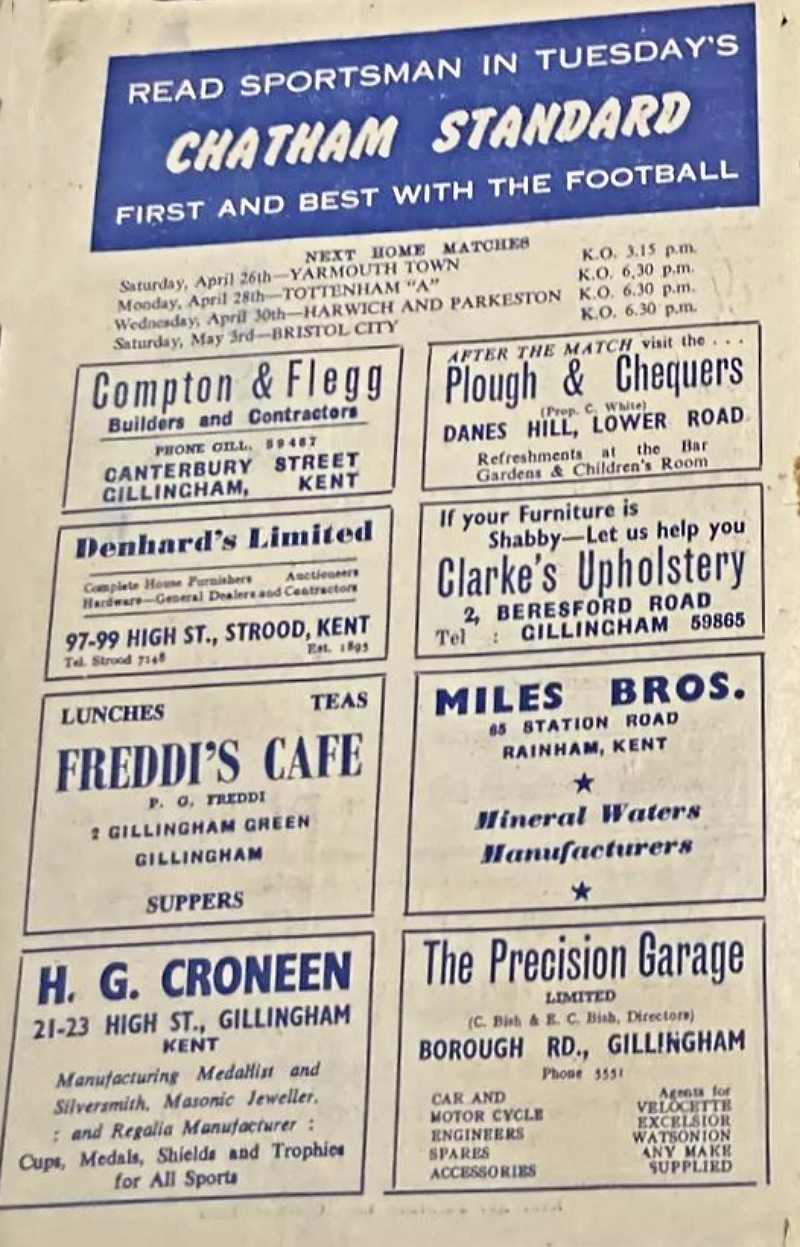 READ SPORTSMAN IN TUESDAY'S
CHATHAM STANDARD
FIRST AND BEST WITH THE FOOTBALL
NEXT HOME MATCHES
Saturday, April 26th—YARMOUTH TOWN K.O. 3.15 p.m.
Monday, April 28th—TOTTENHAM "A" K.O. 6.30 p.m.
Wednesday, April 30th—HARWICH AND PARKESTON K.O. 6.30 p.m.
Saturday, May 3rd—BRISTOL CITY K.O. 6.30 p.m.
Compton & Flegg
Builders and Contractors
PHONE GILL. 59487
CANTERBURY STREET
GILLINGHAM, KENT
AFTER THE MATCH visit the . . .
Plough & Chequers
(Prop. C. White)
DANES HILL, LOWER ROAD
Refreshments at the Bar
Gardens & Children's Room
Denhard's Limited
Complete House Furnishers Auctioneers
Hardware—General Dealers and Contractors
97-99 HIGH ST., STROOD, KENT
Tel. Strood 7148 Est. 1895
If your Furniture is
Shabby—Let us help you
Clarke's Upholstery
2, BERESFORD ROAD
Tel : GILLINGHAM 59865
LUNCHES TEAS
FREDDI'S CAFE
P. O. FREDDI
2 GILLINGHAM GREEN
GILLINGHAM
SUPPERS
MILES BROS.
65 STATION ROAD
RAINHAM, KENT
Mineral Waters
Manufacturers
H. G. CRONEEN
21-23 HIGH ST., GILLINGHAM
KENT
Manufacturing Medallist and
Silversmith, Masonic Jeweller,
: and Regalia Manufacturer :
Cups, Medals, Shields and Trophies
for All Sports
The Precision Garage
LIMITED
(C. Bish & E. C. Bish, Directors)
BOROUGH RD., GILLINGHAM
Phone 5551
CAR AND
MOTOR CYCLE
ENGINEERS
SPARES
ACCESSORIES
Agents for
VELOCETTE
EXCELSIOR
WATSONION
ANY MAKE
SUPPLIED